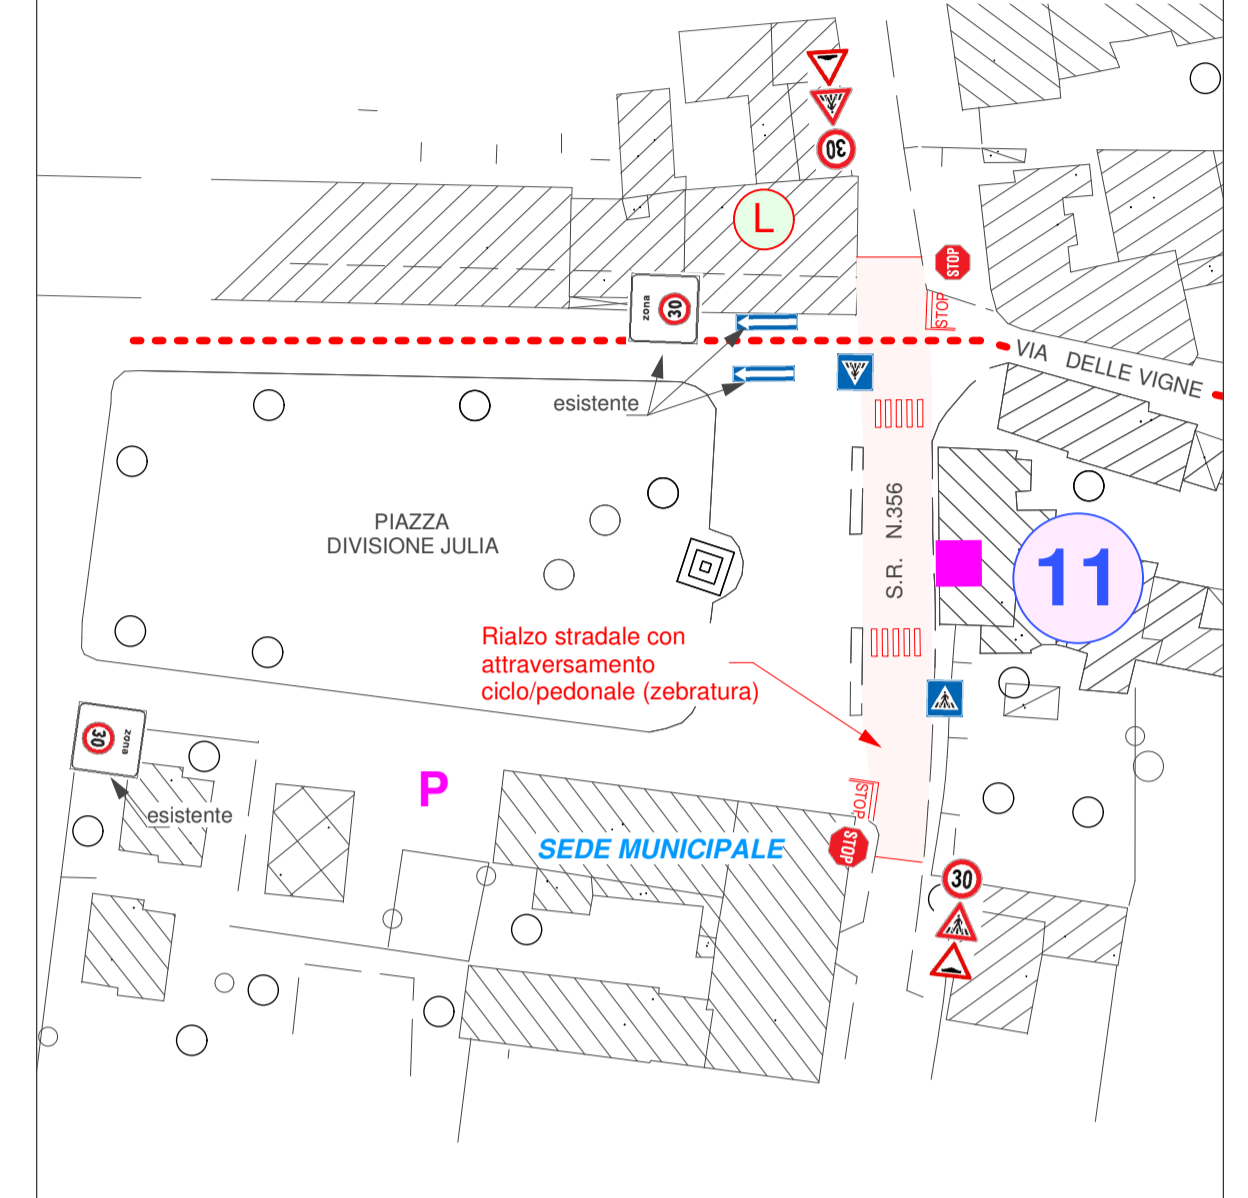 30
L
STOP
zona
30
STOP
VIA DELLE VIGNE
esistente
PIAZZA
DIVISIONE JULIA
S.R. N.356
11
Rialzo stradale con
attraversamento
ciclo/pedonale (zebratura)
zona
30
esistente
P
STOP
SEDE MUNICIPALE
STOP
30